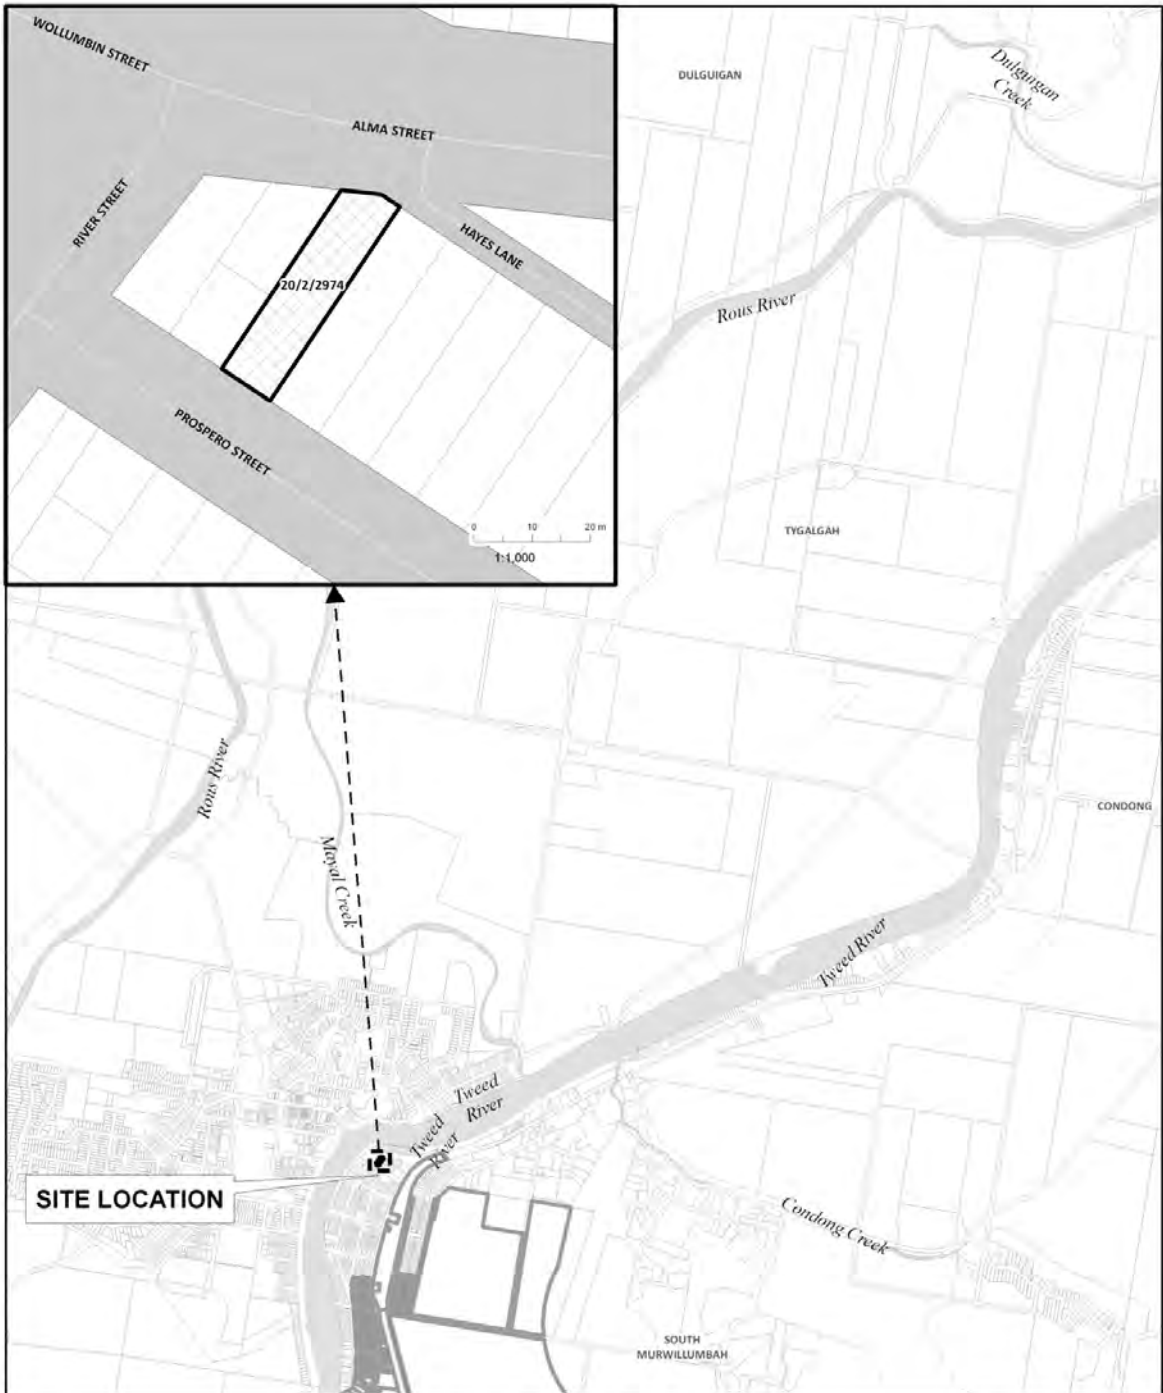 WOLLUMBIN STREET
ALMA STREET
RIVER STREET
HAYES LANE
20/2/2974
PROSPERO STREET
0 10 20 m
1:1,000
DULGUIGAN
Dulguigan
Creek
Rous River
TYGALGAH
Rous River
Mayal Creek
CONDONG
Tweed River
Tweed
River
Tweed
River
SITE LOCATION
Condong Creek
SOUTH
MURWILLUMBAH